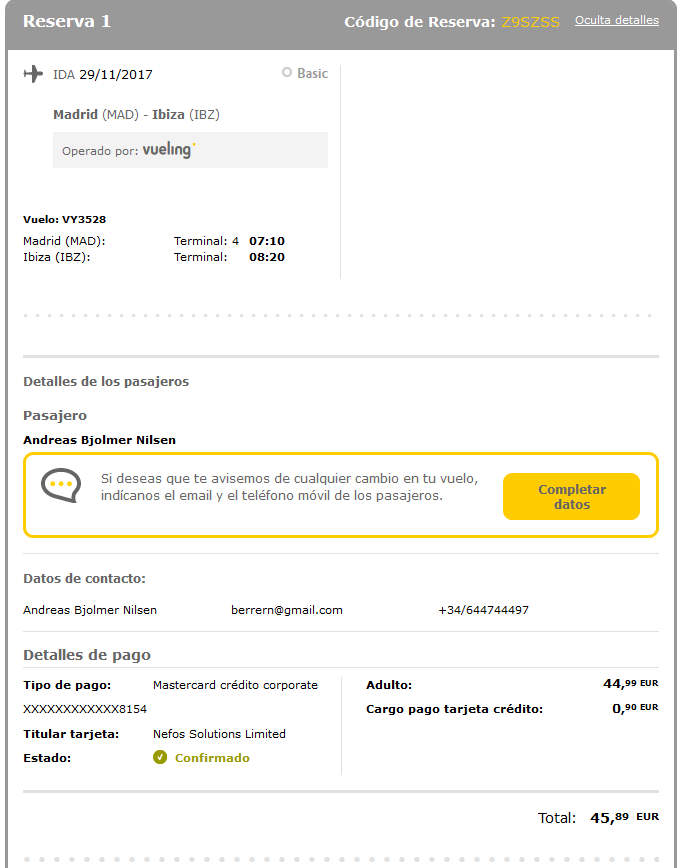 Reserva 1
Código de Reserva: Z9SZSS
Oculta detalles
IDA 29/11/2017
Basic
Madrid (MAD) - Ibiza (IBZ)
Operado por: vueling
Vuelo: VY3528
Madrid (MAD): Terminal: 4 07:10
Ibiza (IBZ): Terminal: 08:20
Detalles de los pasajeros
Pasajero
Andreas Bjolmer Nilsen
Si deseas que te avisemos de cualquier cambio en tu vuelo,
indícanos el email y el teléfono móvil de los pasajeros.
Completar
datos
Datos de contacto:
Andreas Bjolmer Nilsen berrern@gmail.com +34/644744497
Detalles de pago
Tipo de pago: Mastercard crédito corporate
XXXXXXXXXXXX8154
Titular tarjeta: Nefos Solutions Limited
Estado: Confirmado
Adulto: 44,99 EUR
Cargo pago tarjeta crédito: 0,90 EUR
Total: 45,89 EUR